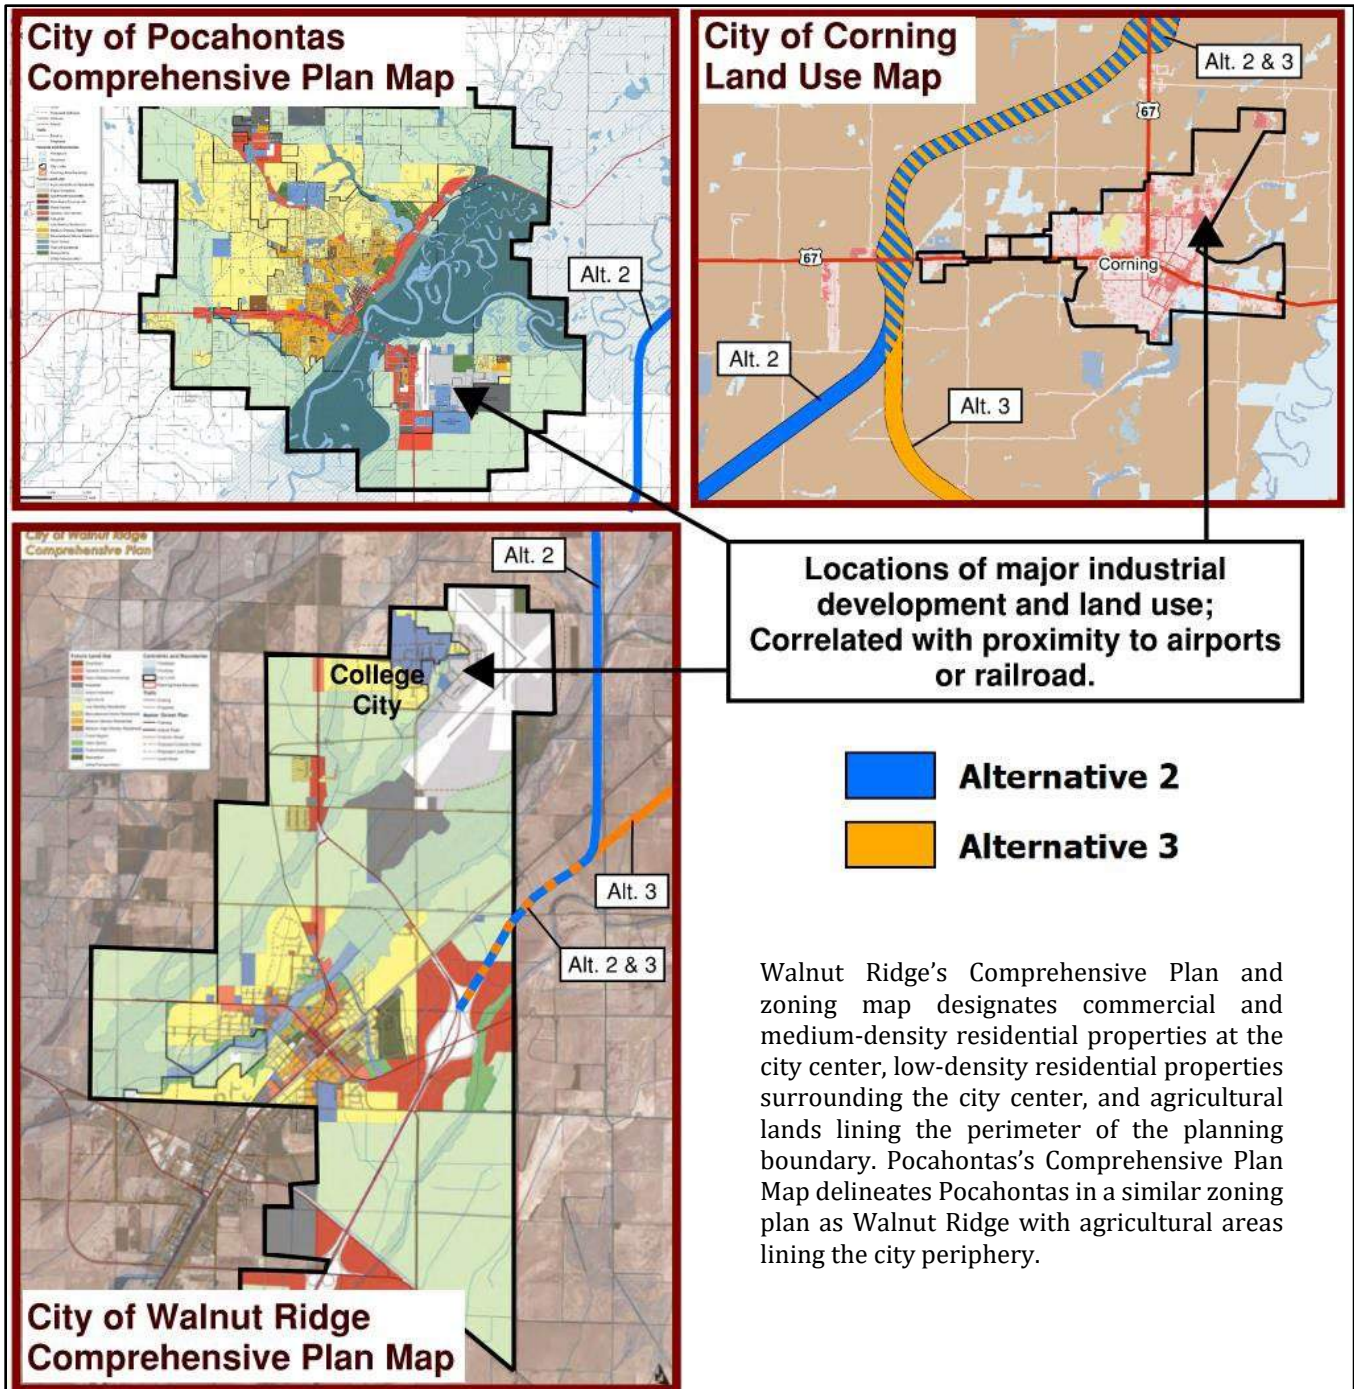 City of Pocahontas
Comprehensive Plan Map
Alt. 2
City of Corning
Land Use Map
Alt. 2 & 3
67
67
Corning
Alt. 2
Alt. 3
Locations of major industrial
development and land use;
Correlated with proximity to airports
or railroad.
City of Walnut Ridge
Comprehensive Plan
Alt. 2
College
City
Alt. 3
Alt. 2 & 3
City of Walnut Ridge
Comprehensive Plan Map
Alternative 2
Alternative 3
Walnut Ridge’s Comprehensive Plan and
zoning map designates commercial and
medium-density residential properties at the
city center, low-density residential properties
surrounding the city center, and agricultural
lands lining the perimeter of the planning
boundary. Pocahontas’s Comprehensive Plan
Map delineates Pocahontas in a similar zoning
plan as Walnut Ridge with agricultural areas
lining the city periphery.